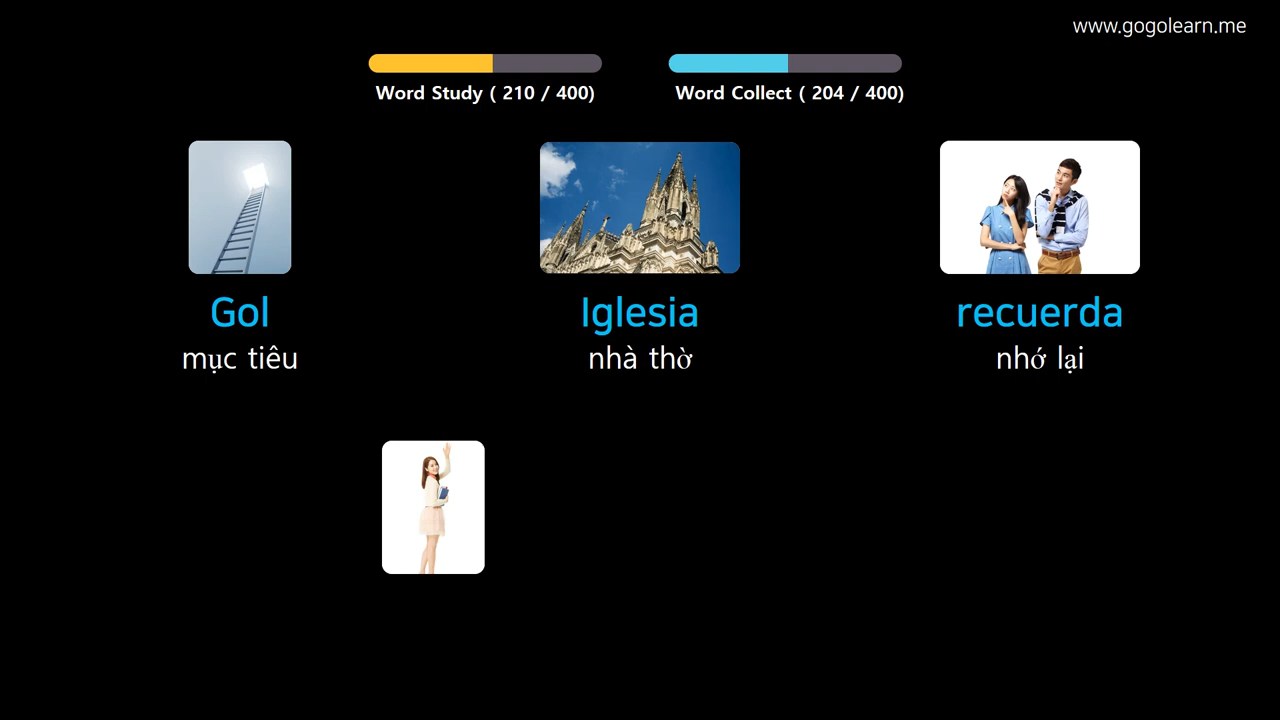 www.gogolearn.me
Word Study ( 210 / 400)
Word Collect ( 204 / 400)
Gol
mục tiêu
Iglesia
nhà thờ
recuerda
nhớ lại